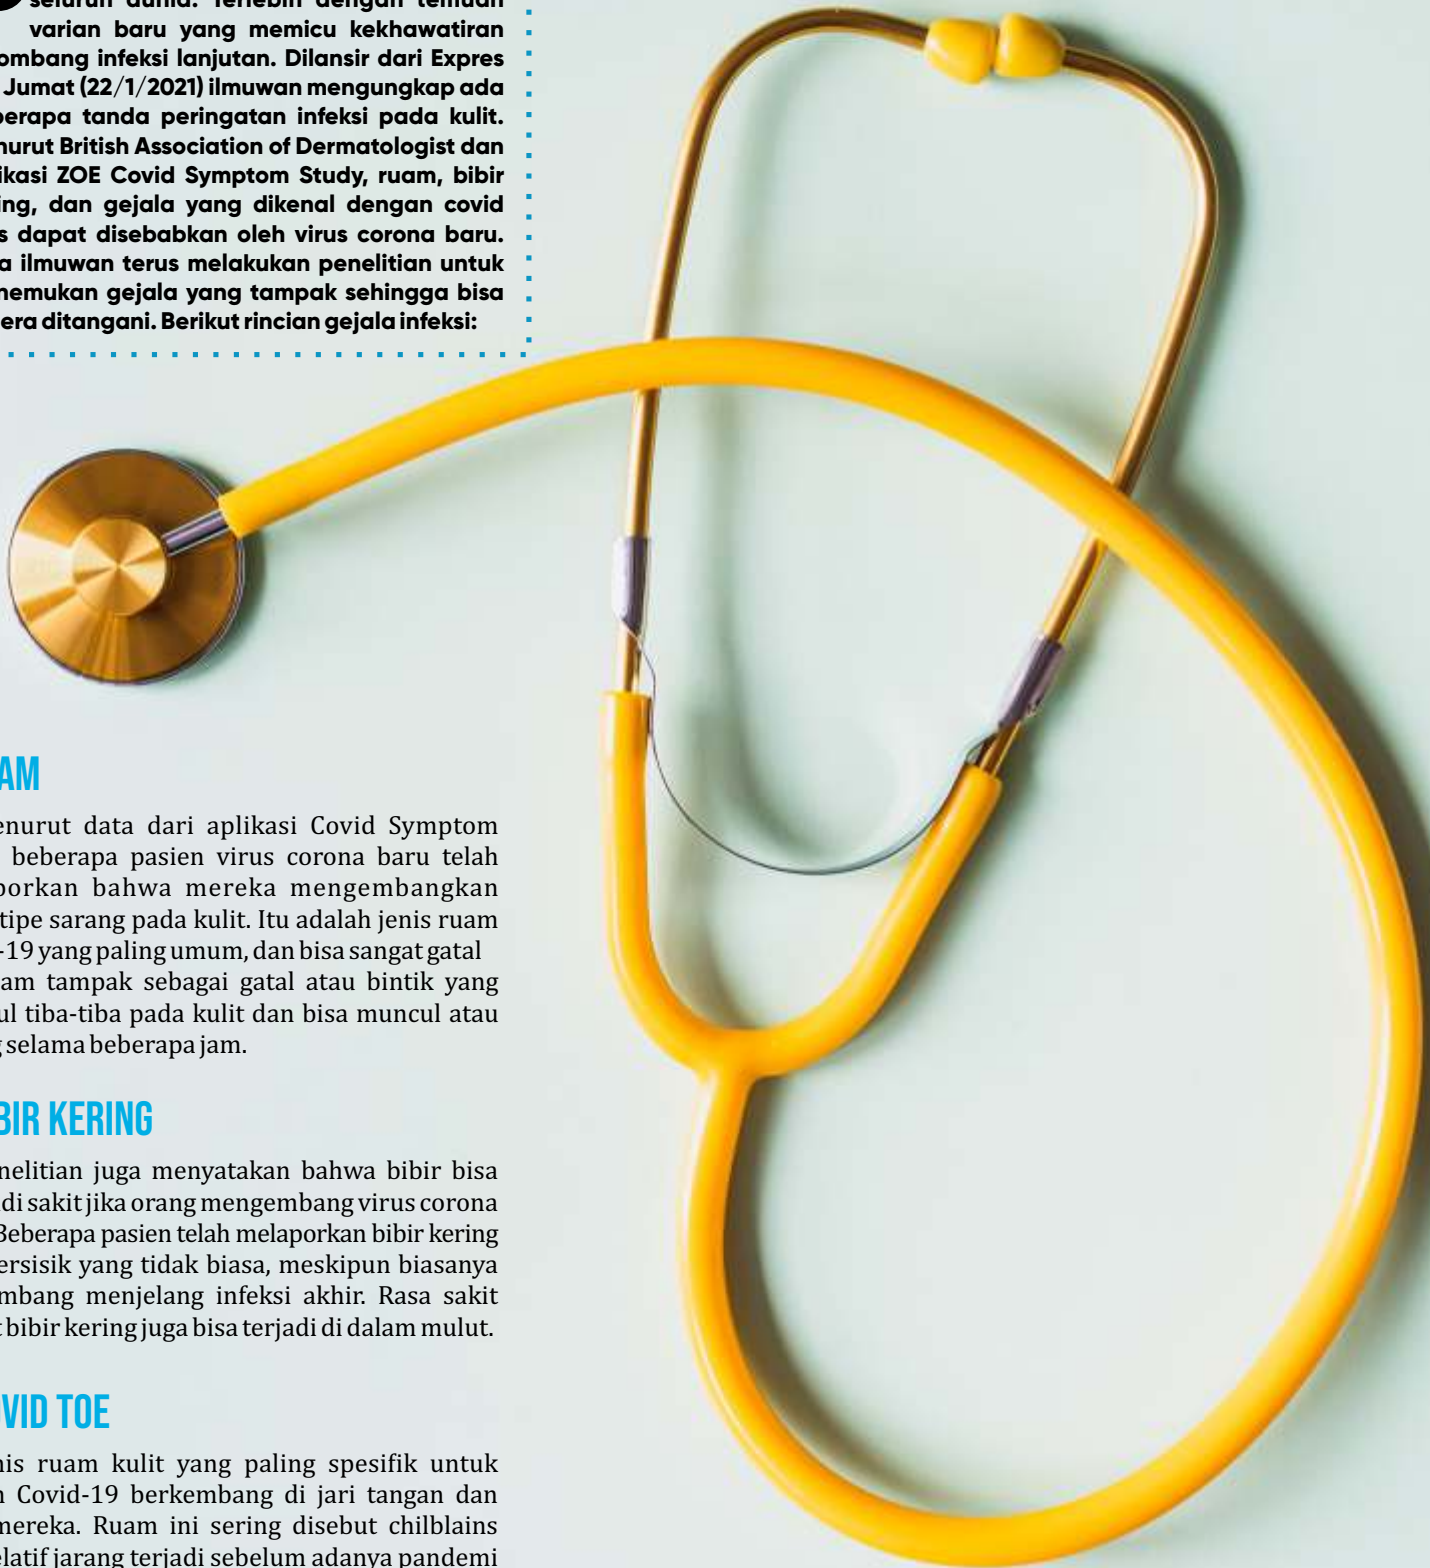 seluruh dunia. Terlebih dengan temuan
varian baru yang memicu kekhawatiran
ombang infeksi lanjutan. Dilansir dari Expres
Jumat (22/1/2021) ilmuwan mengungkap ada
erapa tanda peringatan infeksi pada kulit.
nurut British Association of Dermatologist dan
ikasi ZOE Covid Symptom Study, ruam, bibir
ing, dan gejala yang dikenal dengan covid
s dapat disebabkan oleh virus corona baru.
a ilmuwan terus melakukan penelitian untuk
nemukan gejala yang tampak sehingga bisa
era ditangani. Berikut rincian gejala infeksi:
AM
enurut data dari aplikasi Covid Symptom
beberapa pasien virus corona baru telah
porkan bahwa mereka mengembangkan
tipe sarang pada kulit. Itu adalah jenis ruam
-19 yang paling umum, dan bisa sangat gatal
am tampak sebagai gatal atau bintik yang
ul tiba-tiba pada kulit dan bisa muncul atau
g selama beberapa jam.
BIR KERING
nelitian juga menyatakan bahwa bibir bisa
di sakit jika orang mengembang virus corona
Beberapa pasien telah melaporkan bibir kering
ersisik yang tidak biasa, meskipun biasanya
mbang menjelang infeksi akhir. Rasa sakit
t bibir kering juga bisa terjadi di dalam mulut.
OVID TOE
nis ruam kulit yang paling spesifik untuk
n Covid-19 berkembang di jari tangan dan
mereka. Ruam ini sering disebut chilblains
elatif jarang terjadi sebelum adanya pandemi